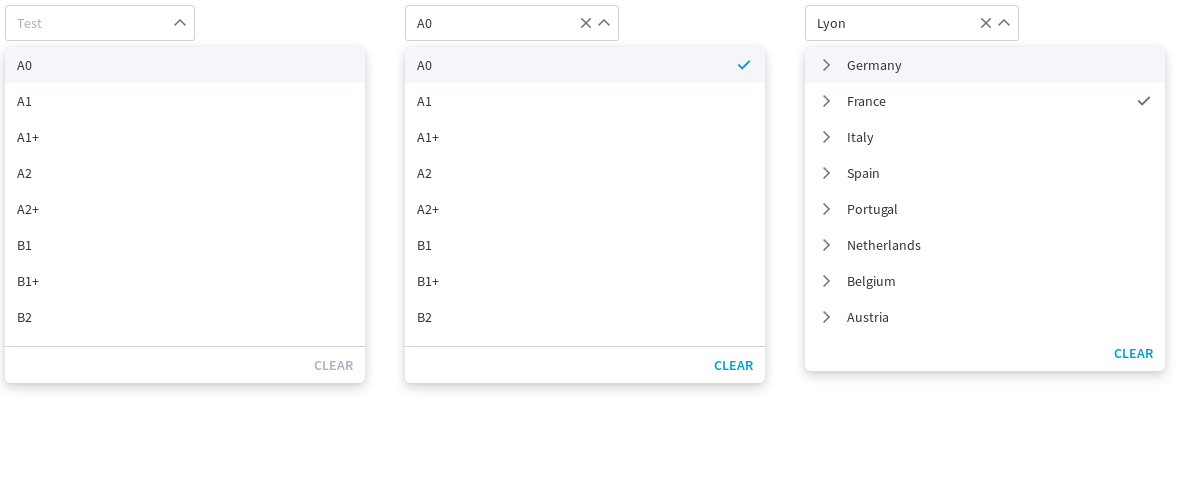 Test
A0
A1
A1+
A2
A2+
B1
B1+
B2
CLEAR
A0
A0
A1
A1+
A2
A2+
B1
B1+
B2
CLEAR
Lyon
Germany
France
Italy
Spain
Portugal
Netherlands
Belgium
Austria
CLEAR